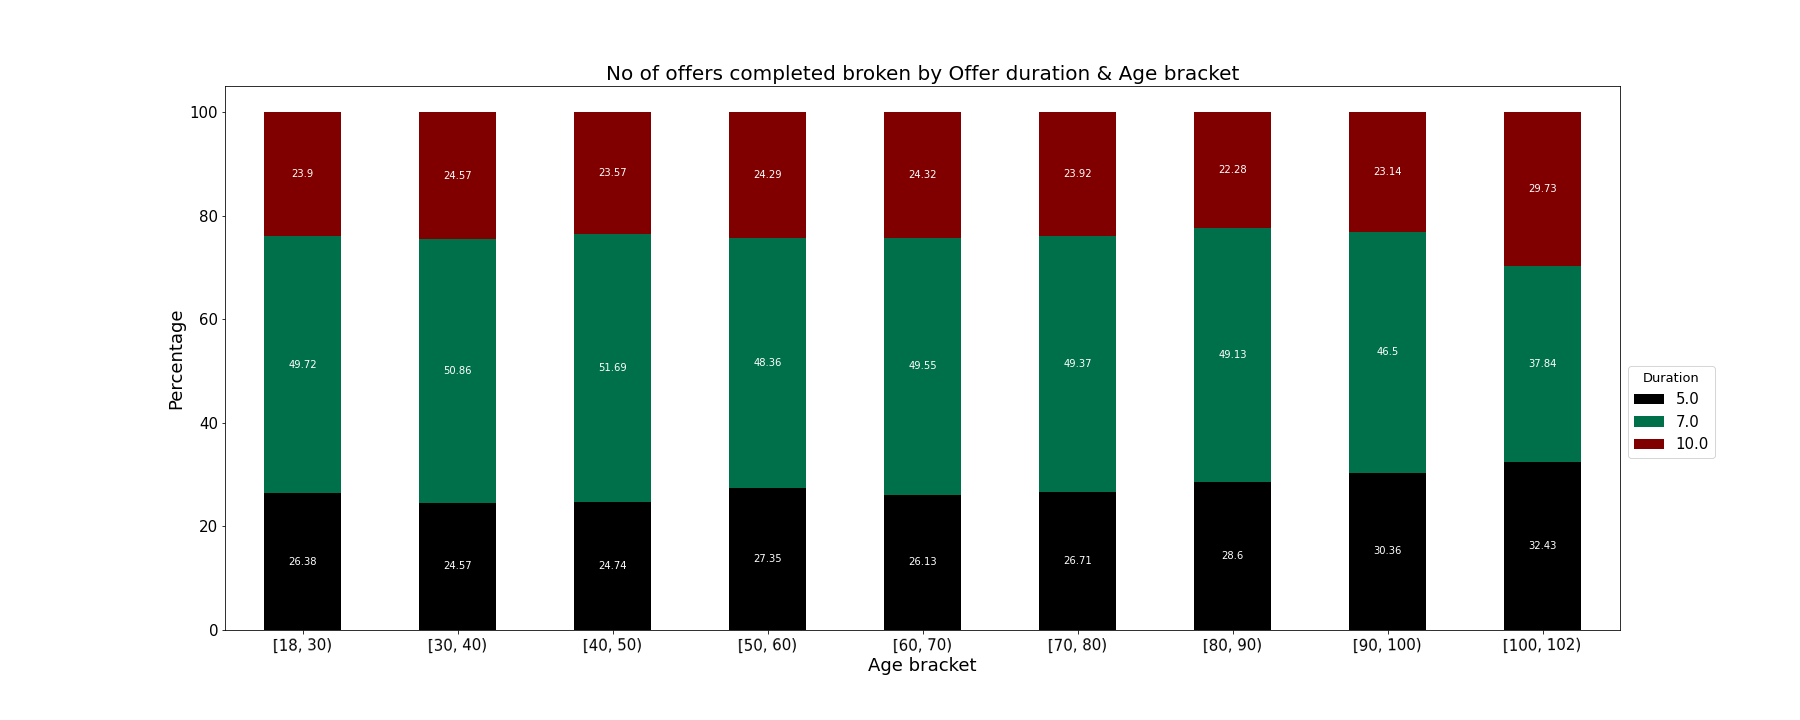 No of offers completed broken by Offer duration & Age bracket
100
80
60
40
20
0
Percentage
23.9 24.57 23.57 24.29 24.32 23.92 22.28 23.14 29.73
49.72 50.86 51.69 48.36 49.55 49.37 49.13 46.5 37.84
26.38 24.57 24.74 27.35 26.13 26.71 28.6 30.36 32.43
[18, 30) [30, 40) [40, 50) [50, 60) [60, 70) [70, 80) [80, 90) [90, 100) [100, 102)
Age bracket
Duration
5.0
7.0
10.0